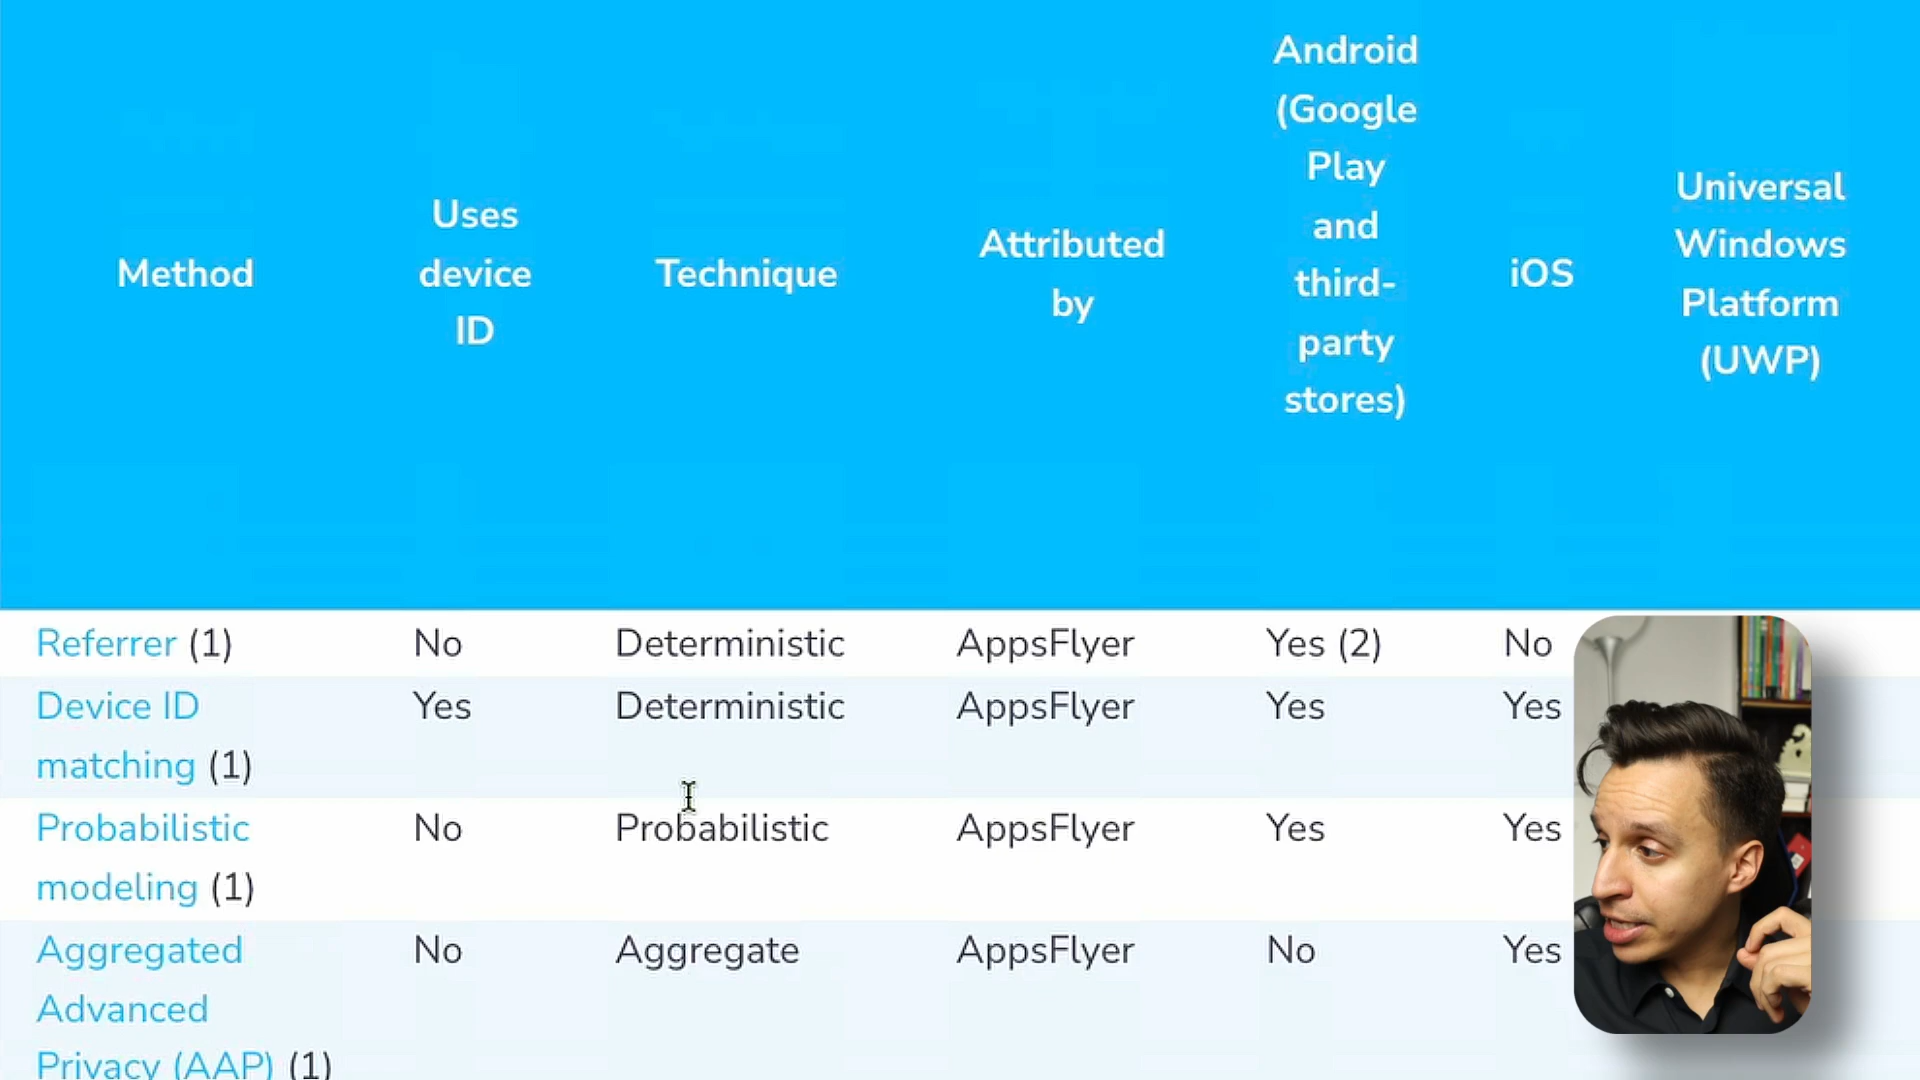 Method
Uses
device
ID
Technique
Attributed
by
Android
(Google
Play
and
third-
party
stores)
iOS
Universal
Windows
Platform
(UWP)
Referrer (1) No Deterministic AppsFlyer Yes (2) No
Device ID Yes Deterministic AppsFlyer Yes Yes
matching (1)
Probabilistic No Probabilistic AppsFlyer Yes Yes
modeling (1)
Aggregated No Aggregate AppsFlyer No Yes
Advanced
Privacy (AAP) (1)